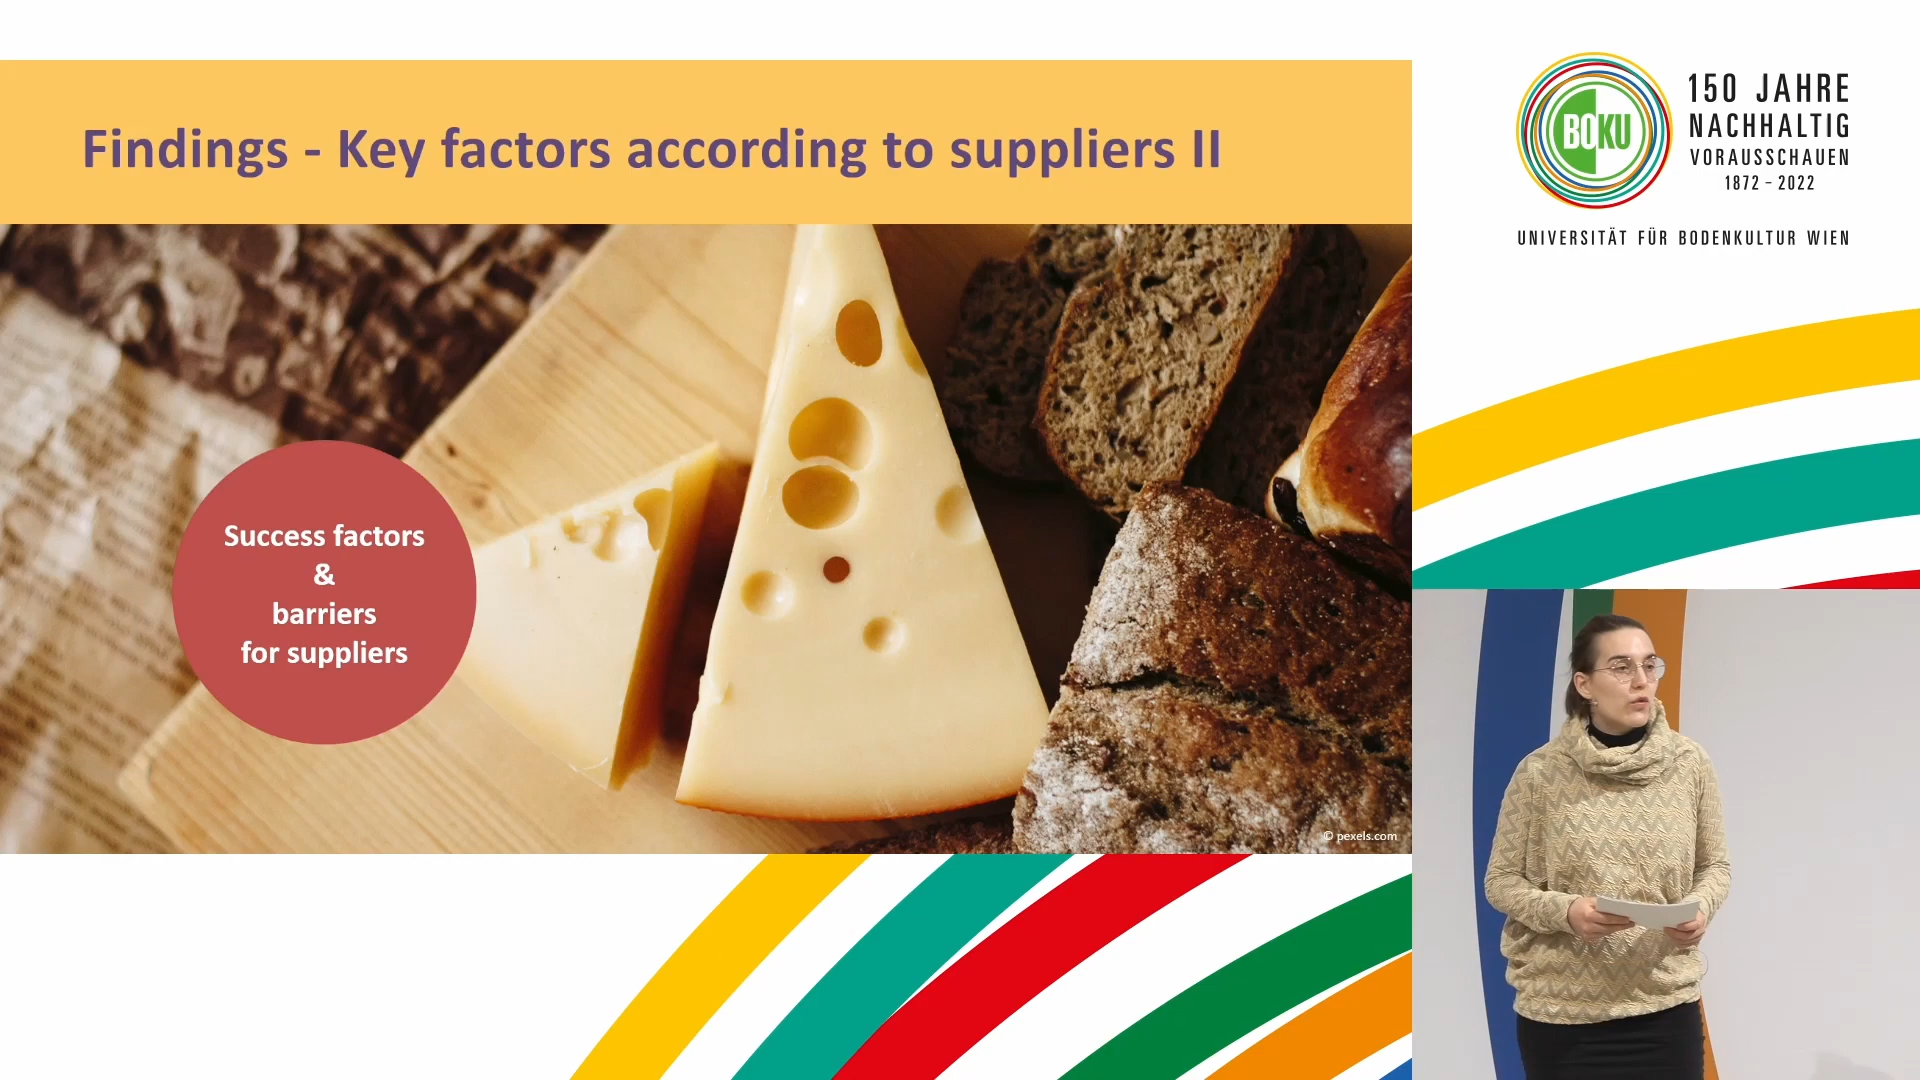 Findings - Key factors according to suppliers II
Success factors
&
barriers
for suppliers
© pexels.com
BOKU
150 JAHRE
NACHHALTIG
VORAUSSCHAUEN
1872 – 2022
UNIVERSITÄT FÜR BODENKULTUR WIEN